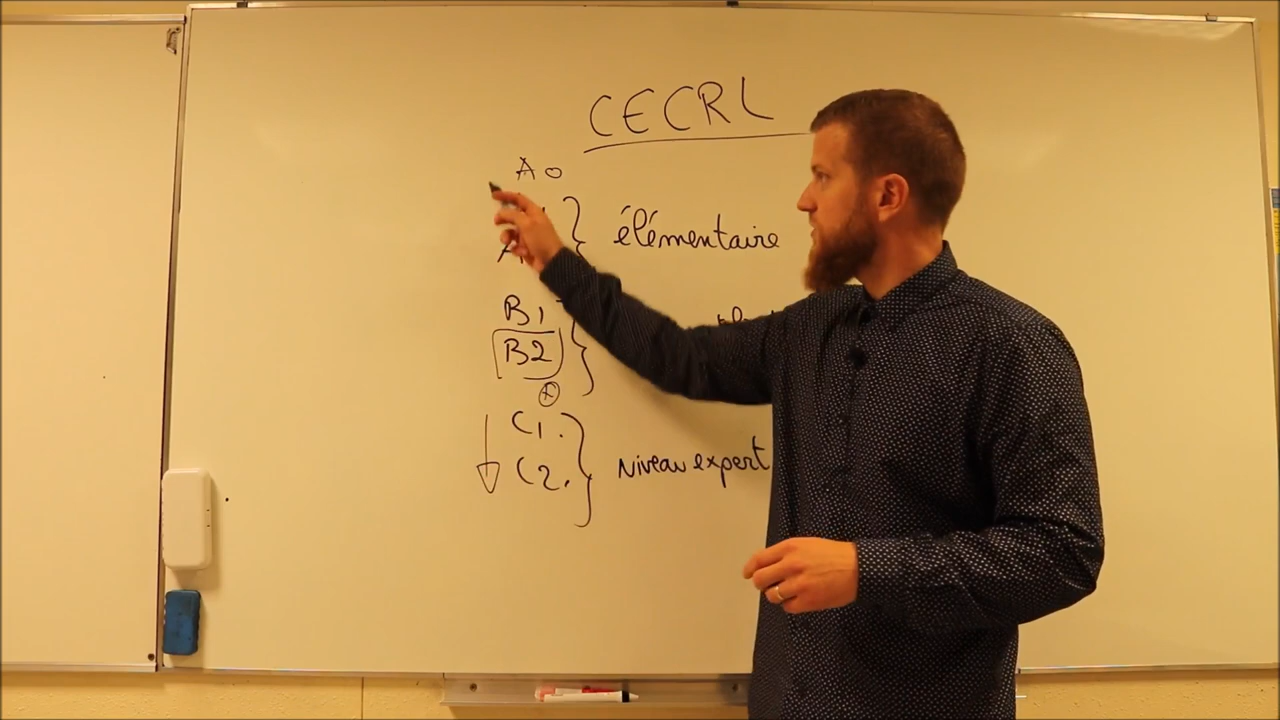 CECRL
A0
élémentaire
B1
B2
C1.
C2.
niveau expert